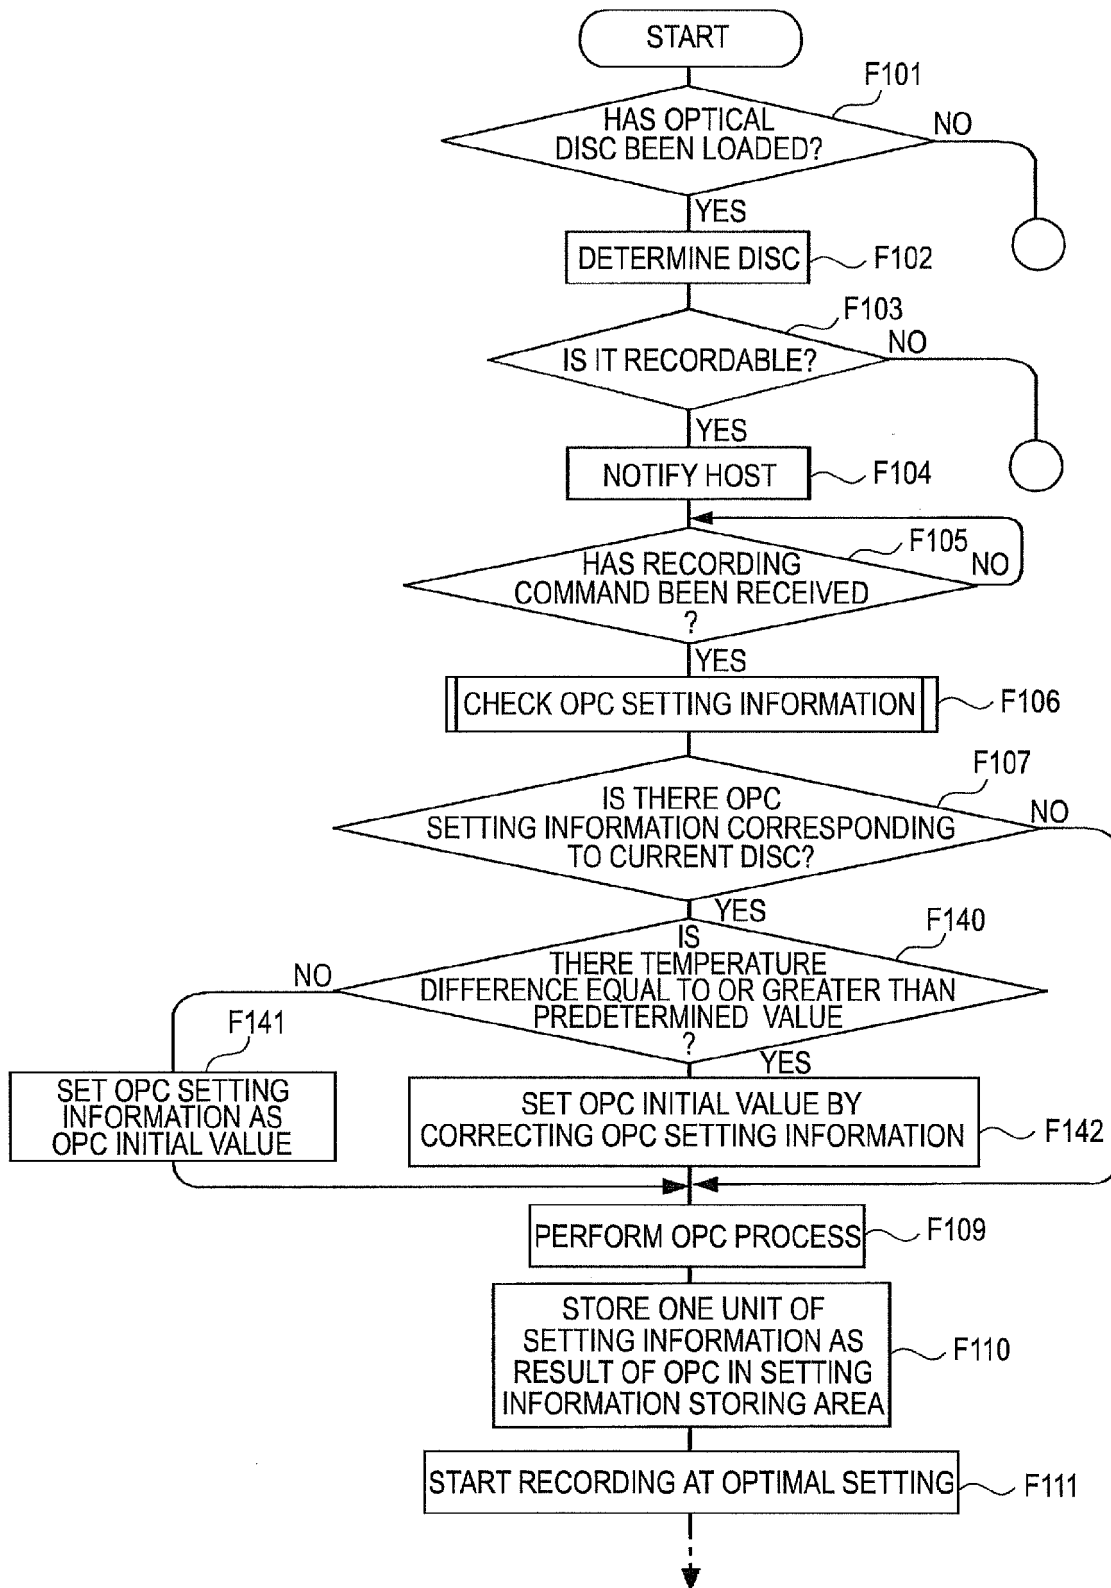 START
F101
HAS OPTICAL
DISC BEEN LOADED?
NO
YES
DETERMINE DISC
F102
F103
IS IT RECORDABLE?
NO
YES
NOTIFY HOST
F104
F105
HAS RECORDING
COMMAND BEEN RECEIVED
?
NO
YES
CHECK OPC SETTING INFORMATION
F106
F107
IS THERE OPC
SETTING INFORMATION CORRESPONDING
TO CURRENT DISC?
NO
YES
F140
IS
THERE TEMPERATURE
DIFFERENCE EQUAL TO OR GREATER THAN
PREDETERMINED VALUE
?
NO
YES
F141
SET OPC SETTING
INFORMATION AS
OPC INITIAL VALUE
SET OPC INITIAL VALUE BY
CORRECTING OPC SETTING INFORMATION
F142
PERFORM OPC PROCESS
F109
STORE ONE UNIT OF
SETTING INFORMATION AS
RESULT OF OPC IN SETTING
INFORMATION STORING AREA
F110
START RECORDING AT OPTIMAL SETTING
F111